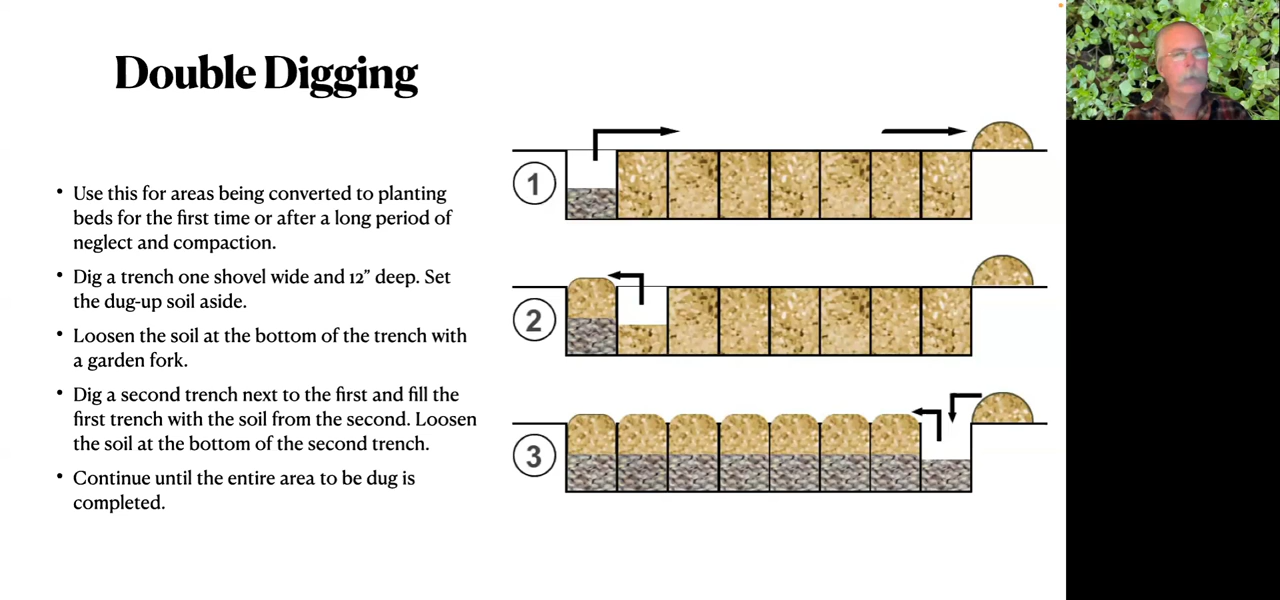 Double Digging
• Use this for areas being converted to planting
beds for the first time or after a long period of
neglect and compaction.
• Dig a trench one shovel wide and 12” deep. Set
the dug-up soil aside.
• Loosen the soil at the bottom of the trench with
a garden fork.
• Dig a second trench next to the first and fill the
first trench with the soil from the second. Loosen
the soil at the bottom of the second trench.
• Continue until the entire area to be dug is
completed.
1
2
3